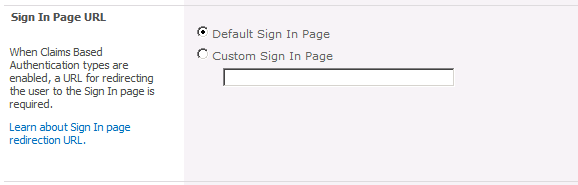 Sign In Page URL
When Claims Based
Authentication types are
enabled, a URL for redirecting
the user to the Sign In page is
required.
Learn about Sign In page
redirection URL.
Default Sign In Page
Custom Sign In Page